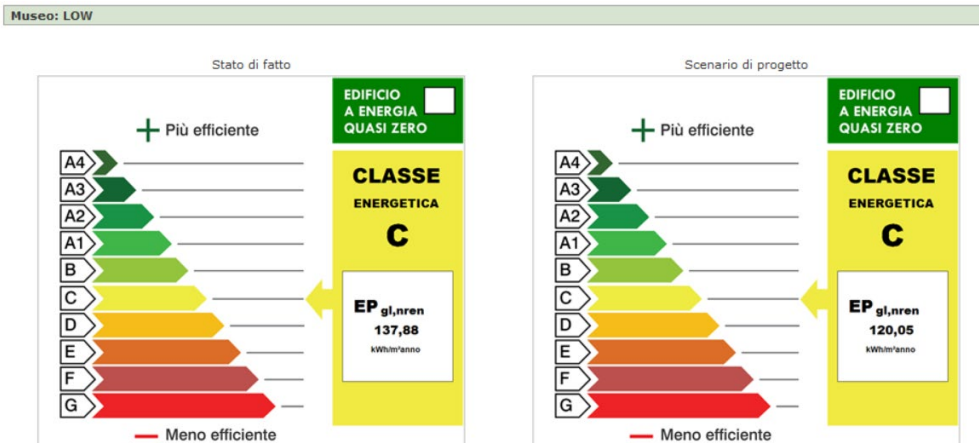 Museo: LOW
Stato di fatto
EDIFICIO
A ENERGIA
QUASI ZERO
Più efficiente
A4
A3
A2
A1
B
C
D
E
F
G
Meno efficiente
CLASSE
ENERGETICA
C
EP gl,nren
137,88
kWh/m²anno
Scenario di progetto
EDIFICIO
A ENERGIA
QUASI ZERO
Più efficiente
A4
A3
A2
A1
B
C
D
E
F
G
Meno efficiente
CLASSE
ENERGETICA
C
EP gl,nren
120,05
kWh/m²anno